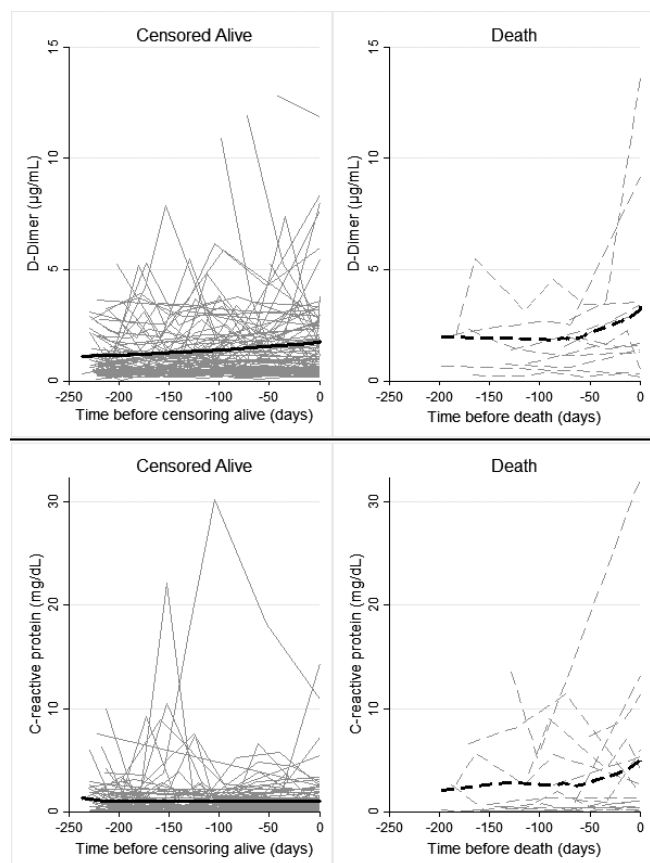 Censored Alive
Death
D-Dimer (µg/mL)
15
10
5
0
-250 -200 -150 -100 -50 0
Time before censoring alive (days)
D-Dimer (µg/mL)
15
10
5
0
-250 -200 -150 -100 -50 0
Time before death (days)
Censored Alive
Death
C-reactive protein (mg/dL)
30
20
10
0
-250 -200 -150 -100 -50 0
Time before censoring alive (days)
C-reactive protein (mg/dL)
30
20
10
0
-250 -200 -150 -100 -50 0
Time before death (days)